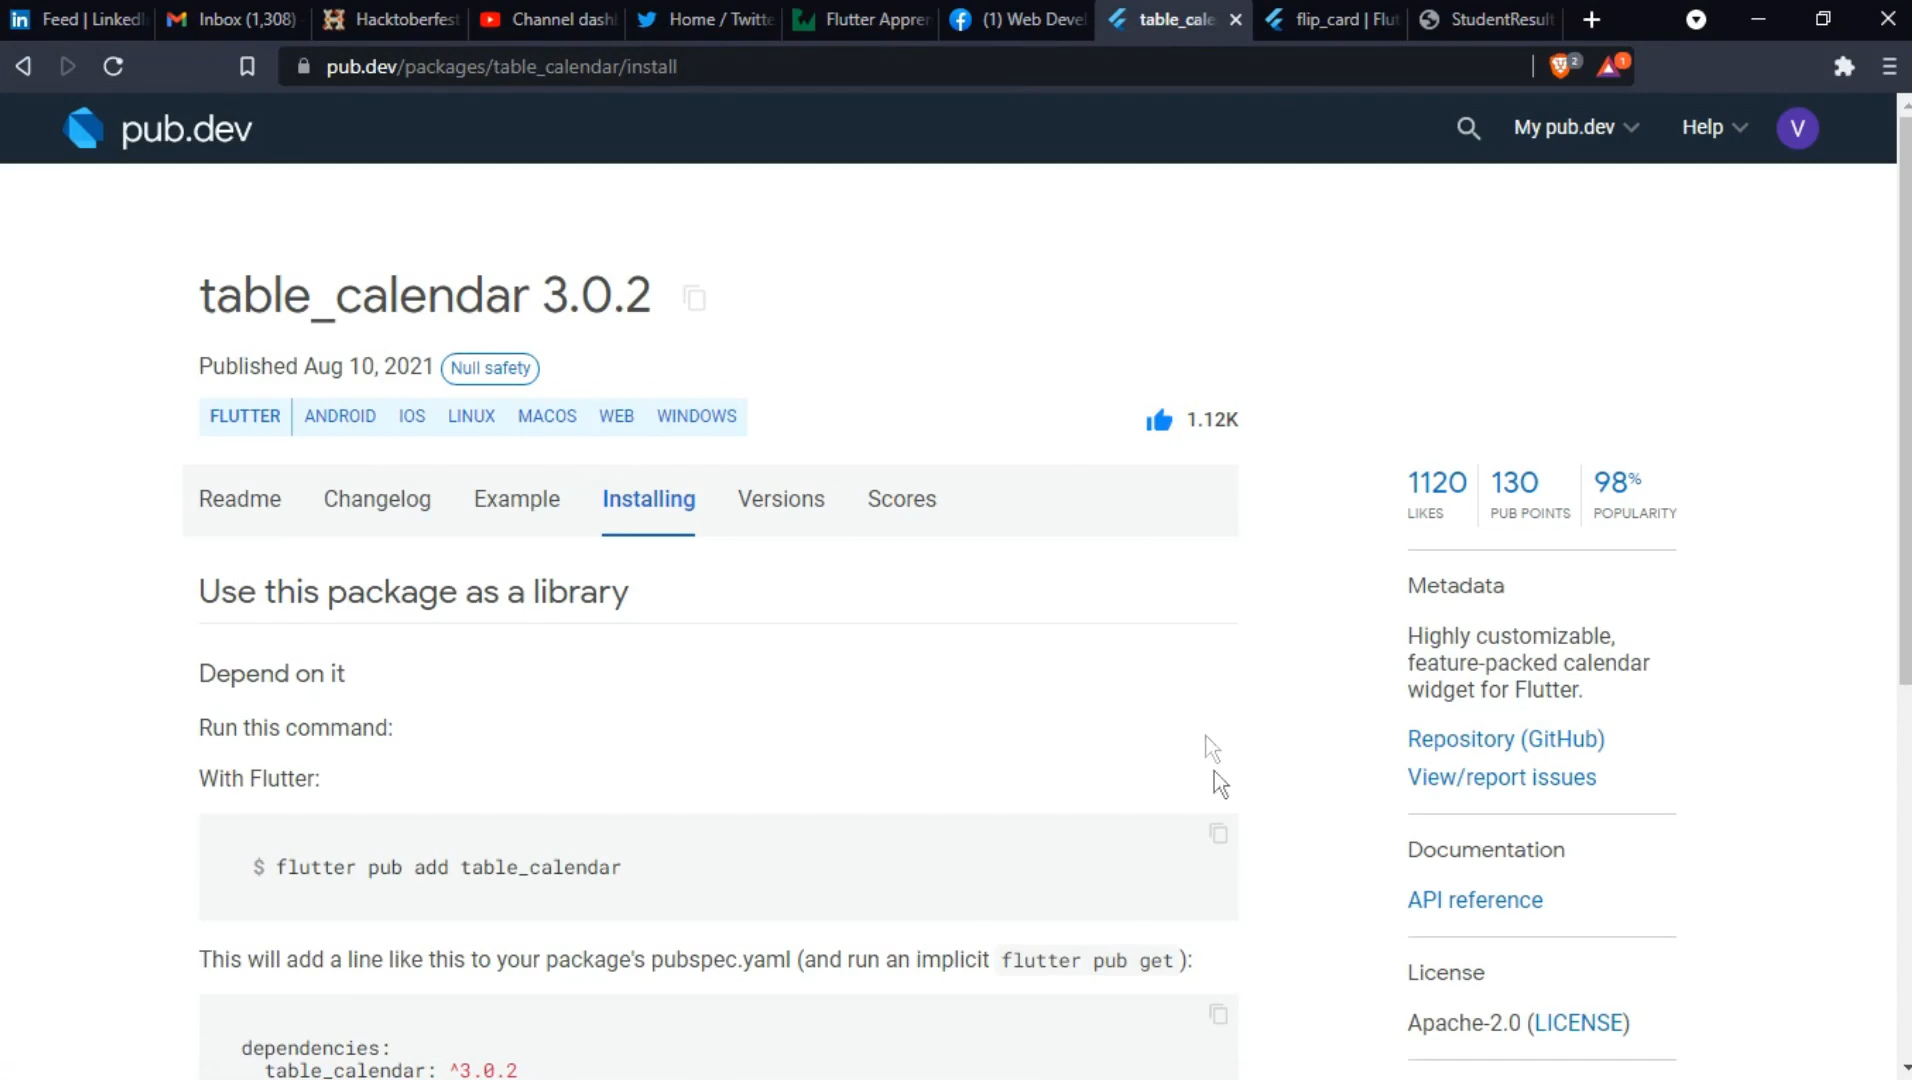 Feed | LinkedI
Inbox (1,308)
Hacktoberfest
Channel dash
Home / Twitte
Flutter Appren
(1) Web Devel
table_cale
flip_card | Flut
StudentResult
pub.dev/packages/table_calendar/install
2
1
pub.dev
My pub.dev
Help
V
table_calendar 3.0.2
Published Aug 10, 2021 Null safety
FLUTTER ANDROID IOS LINUX MACOS WEB WINDOWS
1.12K
Readme Changelog Example Installing Versions Scores
Use this package as a library
Depend on it
Run this command:
With Flutter:
$ flutter pub add table_calendar
This will add a line like this to your package's pubspec.yaml (and run an implicit flutter pub get ):
dependencies:
table_calendar: ^3.0.2
1120 130 98%
LIKES PUB POINTS POPULARITY
Metadata
Highly customizable,
feature-packed calendar
widget for Flutter.
Repository (GitHub)
View/report issues
Documentation
API reference
License
Apache-2.0 (LICENSE)